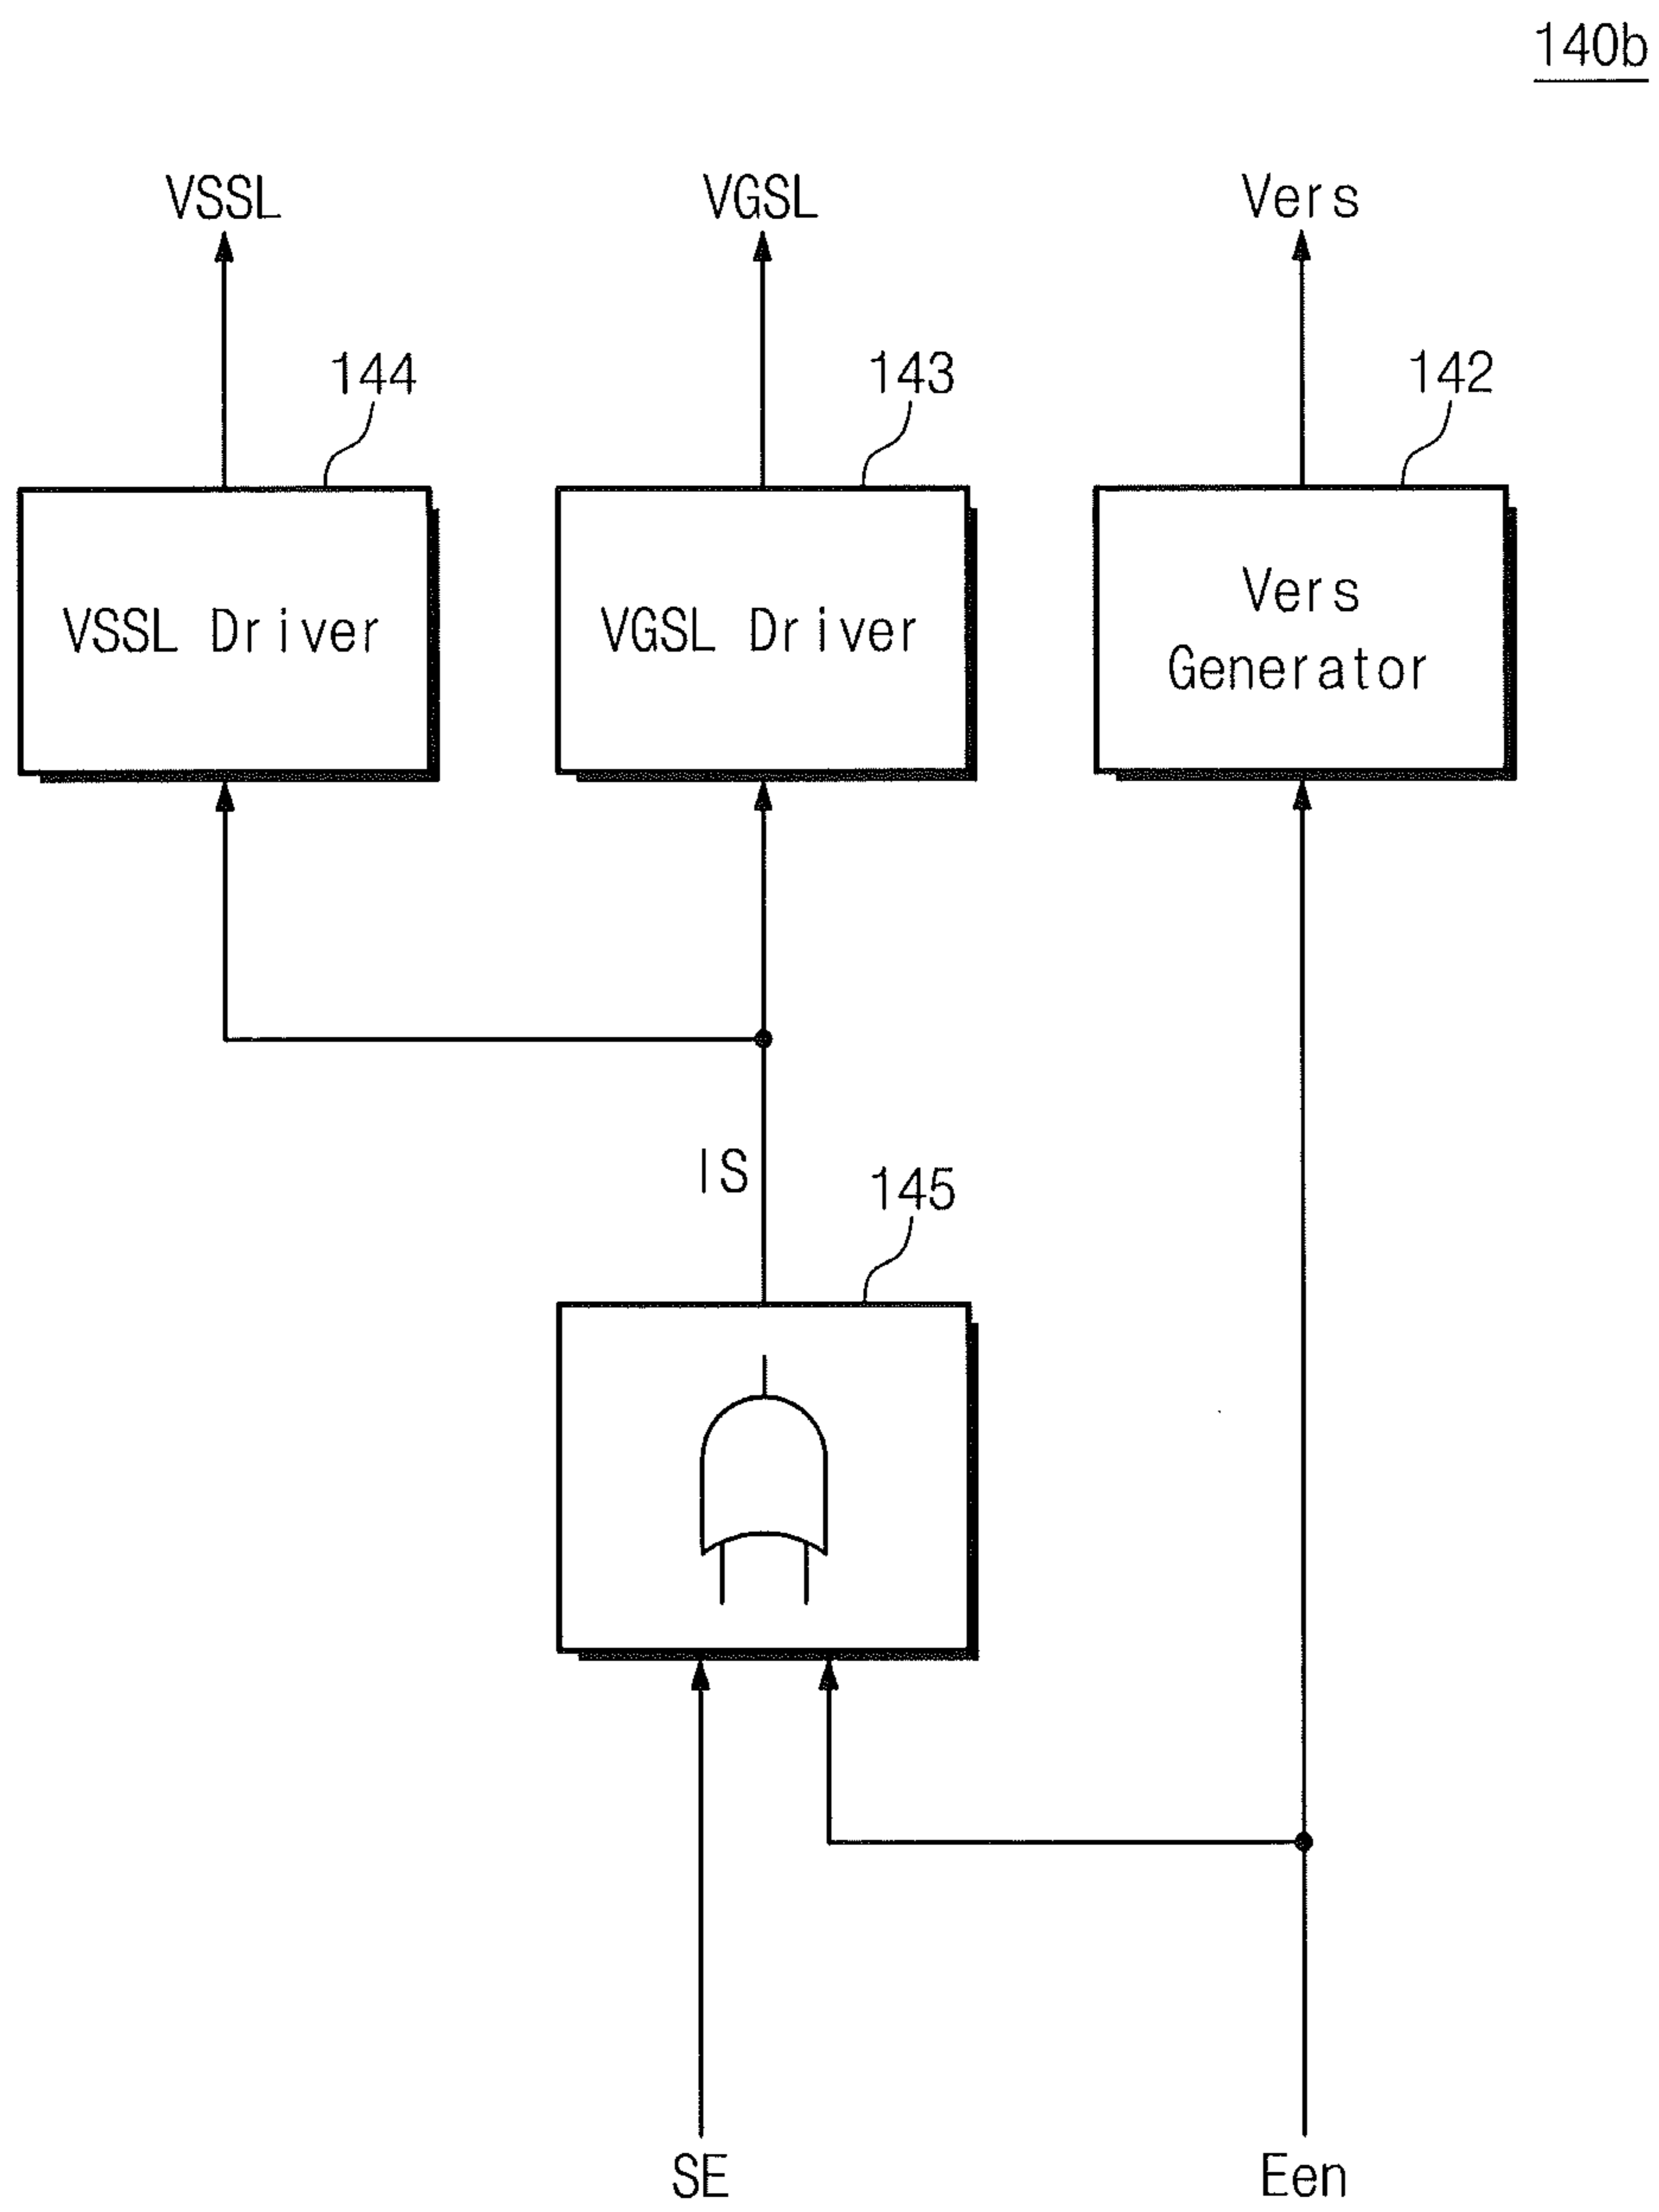 140b
VSSL
VGSL
Vers
144
143
142
VSSL Driver
VGSL Driver
Vers
Generator
IS
145
SE
Een